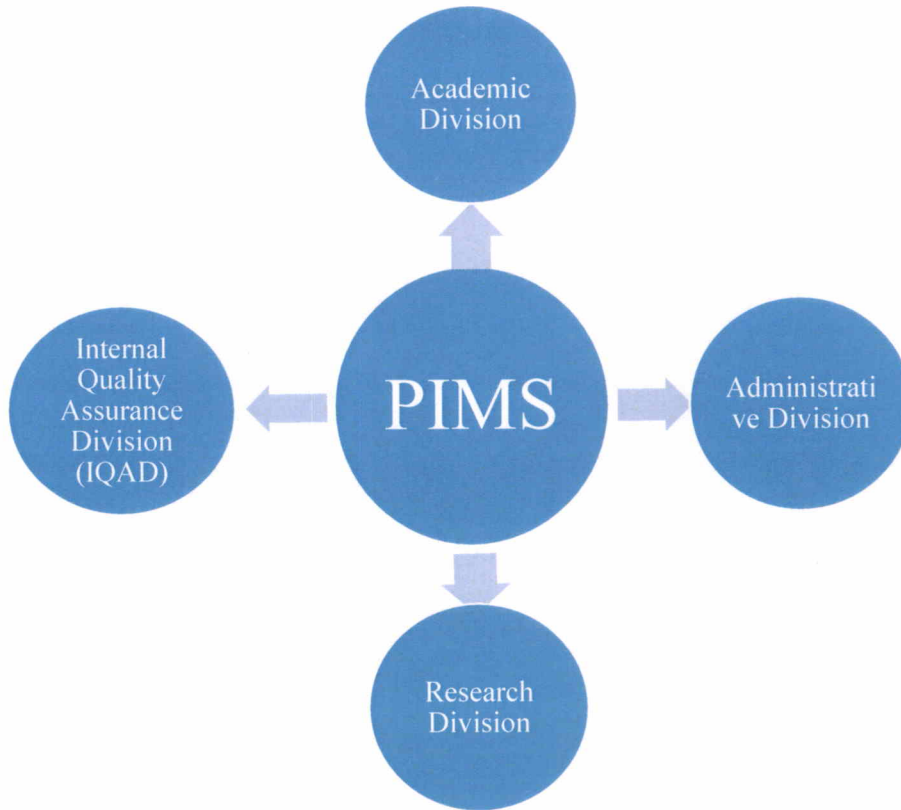 Academic
Division
Internal
Quality
Assurance
Division
(IQAD)
PIMS
Administrati
ve Division
Research
Division